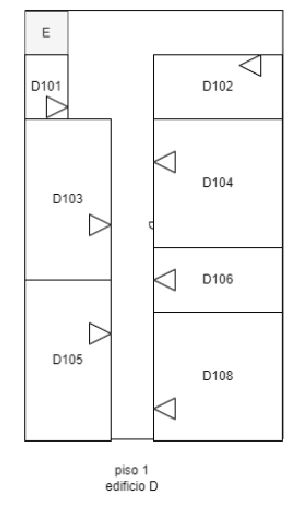 E
D101
D102
D103
D104
D105
D106
D108
piso 1
edificio D